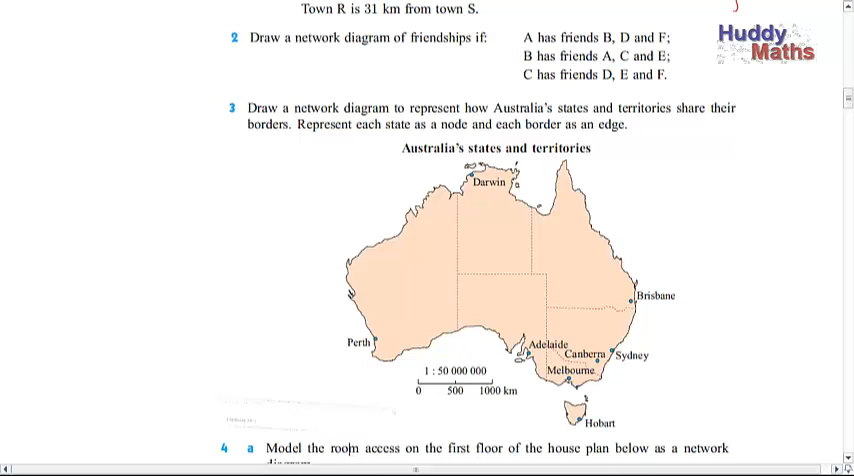 Town R is 31 km from town S.
2 Draw a network diagram of friendships if: A has friends B, D and F;
B has friends A, C and E;
C has friends D, E and F.
Huddy
Maths
3 Draw a network diagram to represent how Australia's states and territories share their
borders. Represent each state as a node and each border as an edge.
Australia's states and territories
Darwin
Brisbane
Perth
Adelaide
Canberra
Sydney
Melbourne
1 : 50 000 000
0 500 1000 km
Hobart
4 a Model the room access on the first floor of the house plan below as a network